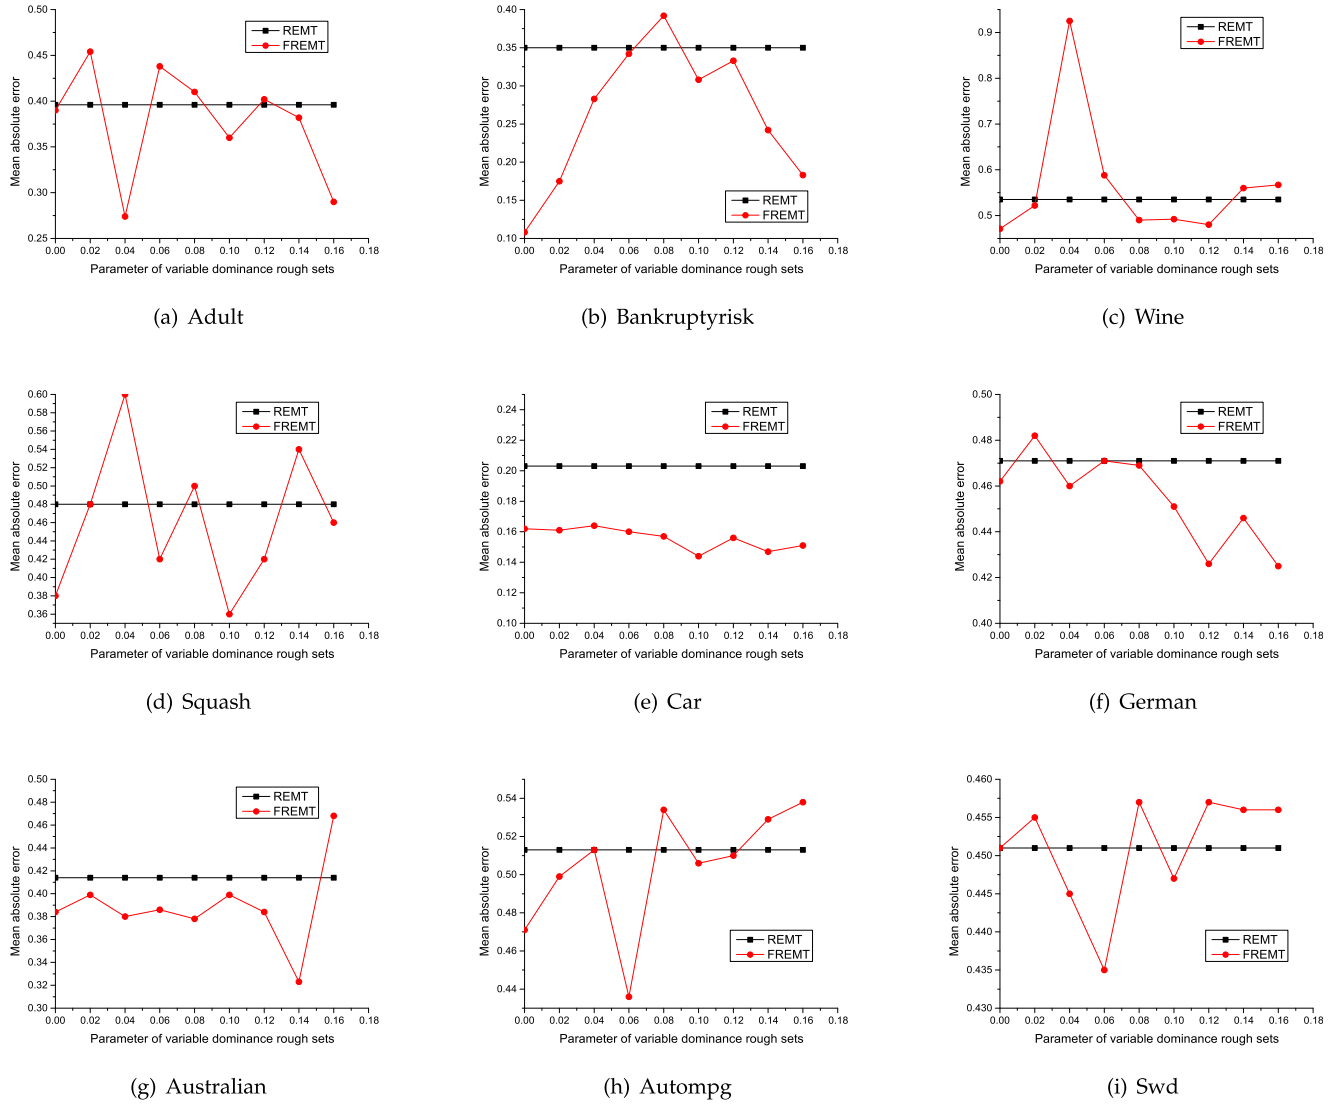 0.50
0.45
0.40
0.35
0.30
0.25
Mean absolute error
REMT
FREMT
0.00 0.02 0.04 0.06 0.08 0.10 0.12 0.14 0.16 0.18
Parameter of variable dominance rough sets
(a) Adult
0.40
0.35
0.30
0.25
0.20
0.15
0.10
Mean absolute error
REMT
FREMT
0.00 0.02 0.04 0.06 0.08 0.10 0.12 0.14 0.16 0.18
Parameter of variable dominance rough sets
(b) Bankruptyrisk
0.9
0.8
0.7
0.6
0.5
Mean absolute error
REMT
FREMT
0.00 0.02 0.04 0.06 0.08 0.10 0.12 0.14 0.16 0.18
Parameter of variable dominance rough sets
(c) Wine
0.60
0.58
0.56
0.54
0.52
0.50
0.48
0.46
0.44
0.42
0.40
0.38
0.36
Mean absolute error
REMT
FREMT
0.00 0.02 0.04 0.06 0.08 0.10 0.12 0.14 0.16 0.18
Parameter of variable dominance rough sets
(d) Squash
0.24
0.22
0.20
0.18
0.16
0.14
0.12
0.10
Mean absolute error
REMT
FREMT
0.00 0.02 0.04 0.06 0.08 0.10 0.12 0.14 0.16 0.18
Parameter of variable dominance rough sets
(e) Car
0.50
0.48
0.46
0.44
0.42
0.40
Mean absolute error
REMT
FREMT
0.00 0.02 0.04 0.06 0.08 0.10 0.12 0.14 0.16 0.18
Parameter of variable dominance rough sets
(f) German
0.50
0.48
0.46
0.44
0.42
0.40
0.38
0.36
0.34
0.32
0.30
Mean absolute error
REMT
FREMT
0.00 0.02 0.04 0.06 0.08 0.10 0.12 0.14 0.16 0.18
Parameter of variable dominance rough sets
(g) Australian
0.54
0.52
0.50
0.48
0.46
0.44
Mean absolute error
REMT
FREMT
0.00 0.02 0.04 0.06 0.08 0.10 0.12 0.14 0.16 0.18
Parameter of variable dominance rough sets
(h) Autompg
0.460
0.455
0.450
0.445
0.440
0.435
0.430
Mean absolute error
REMT
FREMT
0.00 0.02 0.04 0.06 0.08 0.10 0.12 0.14 0.16 0.18
Parameter of variable dominance rough sets
(i) Swd